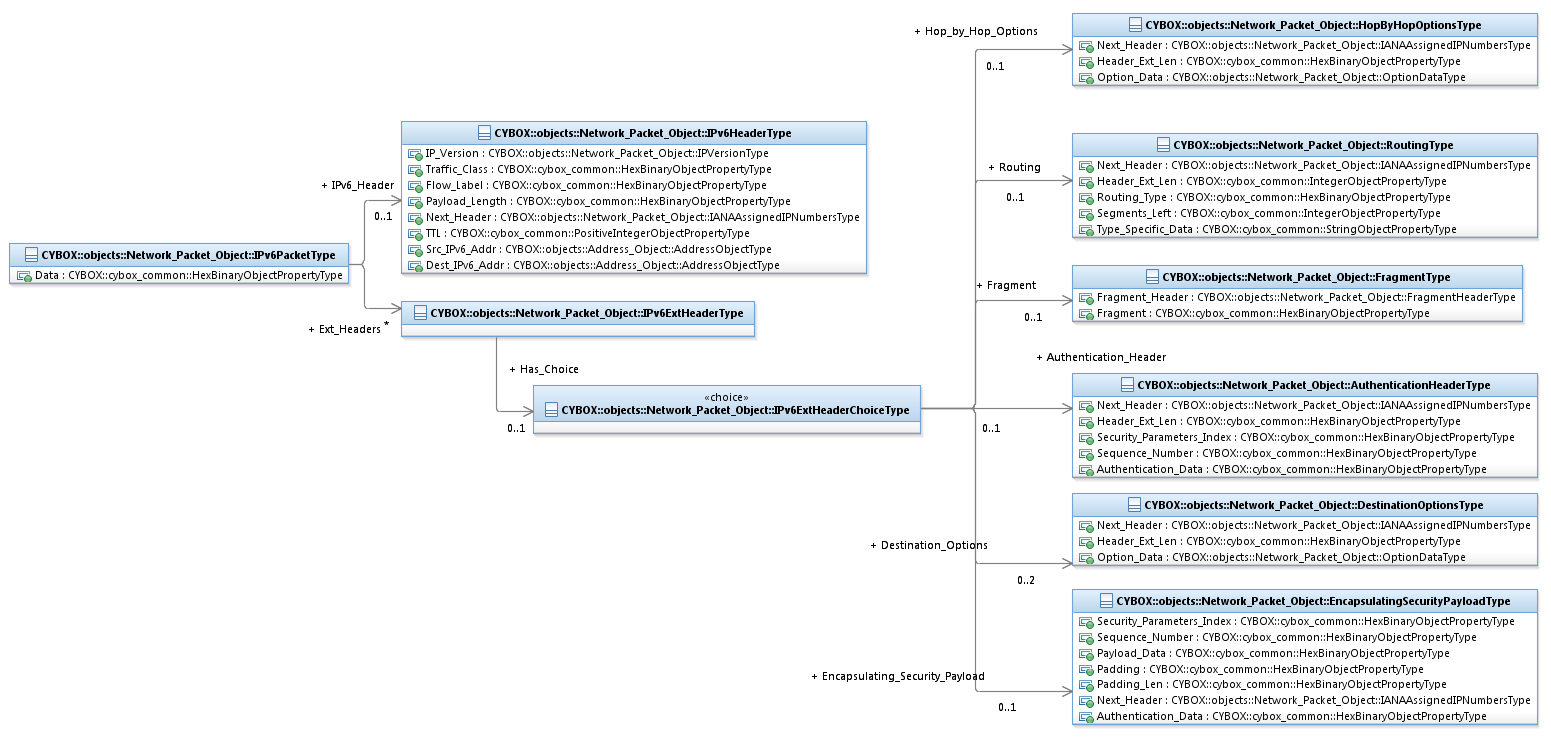 CYBOX::objects::Network_Packet_Object::IPv6PacketType
Data : CYBOX::cybox_common::HexBinaryObjectPropertyType
+ IPv6_Header
0..1
CYBOX::objects::Network_Packet_Object::IPv6HeaderType
IP_Version : CYBOX::objects::Network_Packet_Object::IPVersionType
Traffic_Class : CYBOX::cybox_common::HexBinaryObjectPropertyType
Flow_Label : CYBOX::cybox_common::HexBinaryObjectPropertyType
Payload_Length : CYBOX::cybox_common::HexBinaryObjectPropertyType
Next_Header : CYBOX::objects::Network_Packet_Object::IANAAssignedIPNumbersType
TTL : CYBOX::cybox_common::PositiveIntegerObjectPropertyType
Src_IPv6_Addr : CYBOX::objects::Address_Object::AddressObjectType
Dest_IPv6_Addr : CYBOX::objects::Address_Object::AddressObjectType
+ Ext_Headers *
CYBOX::objects::Network_Packet_Object::IPv6ExtHeaderType
+ Has_Choice
0..1
«choice»
CYBOX::objects::Network_Packet_Object::IPv6ExtHeaderChoiceType
+ Hop_by_Hop_Options
0..1
CYBOX::objects::Network_Packet_Object::HopByHopOptionsType
Next_Header : CYBOX::objects::Network_Packet_Object::IANAAssignedIPNumbersType
Header_Ext_Len : CYBOX::cybox_common::HexBinaryObjectPropertyType
Option_Data : CYBOX::objects::Network_Packet_Object::OptionDataType
+ Routing
0..1
CYBOX::objects::Network_Packet_Object::RoutingType
Next_Header : CYBOX::objects::Network_Packet_Object::IANAAssignedIPNumbersType
Header_Ext_Len : CYBOX::cybox_common::IntegerObjectPropertyType
Routing_Type : CYBOX::cybox_common::HexBinaryObjectPropertyType
Segments_Left : CYBOX::cybox_common::IntegerObjectPropertyType
Type_Specific_Data : CYBOX::cybox_common::StringObjectPropertyType
+ Fragment
0..1
CYBOX::objects::Network_Packet_Object::FragmentType
Fragment_Header : CYBOX::objects::Network_Packet_Object::FragmentHeaderType
Fragment : CYBOX::cybox_common::HexBinaryObjectPropertyType
+ Authentication_Header
0..1
CYBOX::objects::Network_Packet_Object::AuthenticationHeaderType
Next_Header : CYBOX::objects::Network_Packet_Object::IANAAssignedIPNumbersType
Header_Ext_Len : CYBOX::cybox_common::HexBinaryObjectPropertyType
Security_Parameters_Index : CYBOX::cybox_common::HexBinaryObjectPropertyType
Sequence_Number : CYBOX::cybox_common::HexBinaryObjectPropertyType
Authentication_Data : CYBOX::cybox_common::HexBinaryObjectPropertyType
+ Destination_Options
0..2
CYBOX::objects::Network_Packet_Object::DestinationOptionsType
Next_Header : CYBOX::objects::Network_Packet_Object::IANAAssignedIPNumbersType
Header_Ext_Len : CYBOX::cybox_common::HexBinaryObjectPropertyType
Option_Data : CYBOX::objects::Network_Packet_Object::OptionDataType
+ Encapsulating_Security_Payload
0..1
CYBOX::objects::Network_Packet_Object::EncapsulatingSecurityPayloadType
Security_Parameters_Index : CYBOX::cybox_common::HexBinaryObjectPropertyType
Sequence_Number : CYBOX::cybox_common::HexBinaryObjectPropertyType
Payload_Data : CYBOX::cybox_common::HexBinaryObjectPropertyType
Padding : CYBOX::cybox_common::HexBinaryObjectPropertyType
Padding_Len : CYBOX::cybox_common::HexBinaryObjectPropertyType
Next_Header : CYBOX::objects::Network_Packet_Object::IANAAssignedIPNumbersType
Authentication_Data : CYBOX::cybox_common::HexBinaryObjectPropertyType